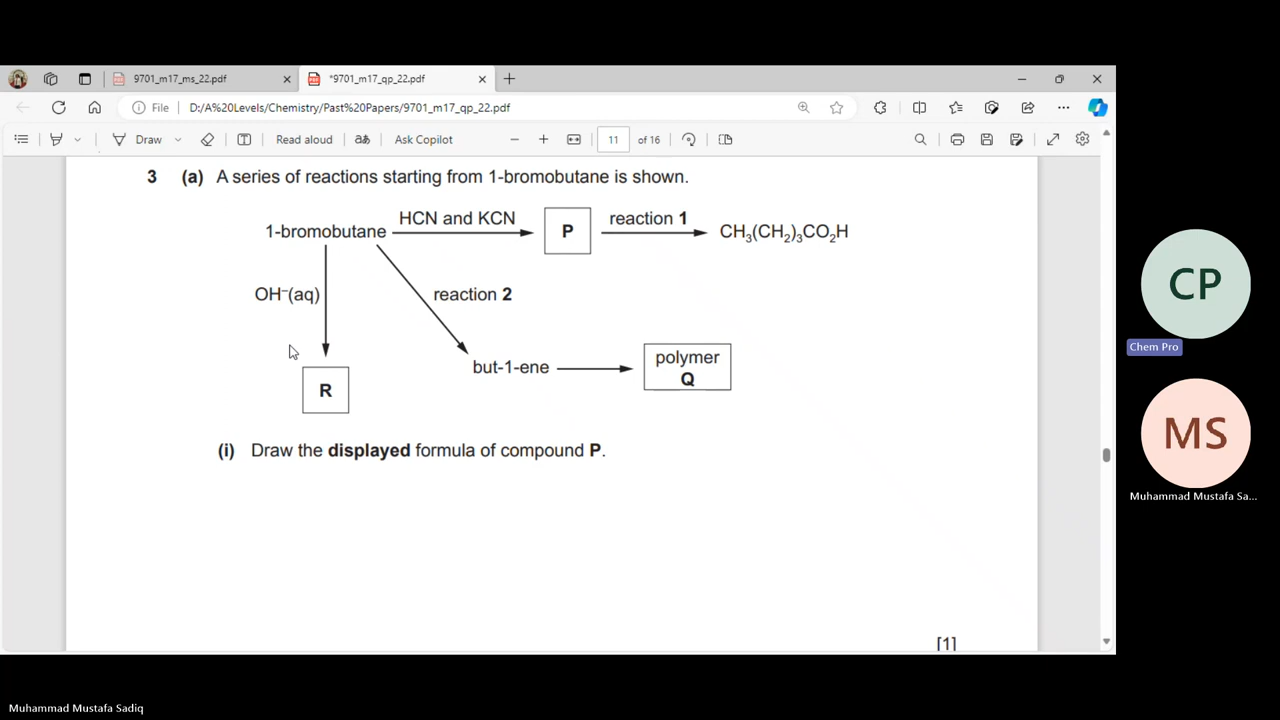 9701_m17_ms_22.pdf
*9701_m17_qp_22.pdf
File
D:/A%20Levels/Chemistry/Past%20Papers/9701_m17_qp_22.pdf
Draw
Read aloud
aあ
Ask Copilot
11
of 16
3 (a) A series of reactions starting from 1-bromobutane is shown.
1-bromobutane
HCN and KCN
P
reaction 1
CH₃(CH₂)₃CO₂H
OH⁻(aq)
reaction 2
R
but-1-ene
polymer
Q
(i) Draw the displayed formula of compound P.
[1]
CP
Chem Pro
MS
Muhammad Mustafa Sa...
Muhammad Mustafa Sadiq